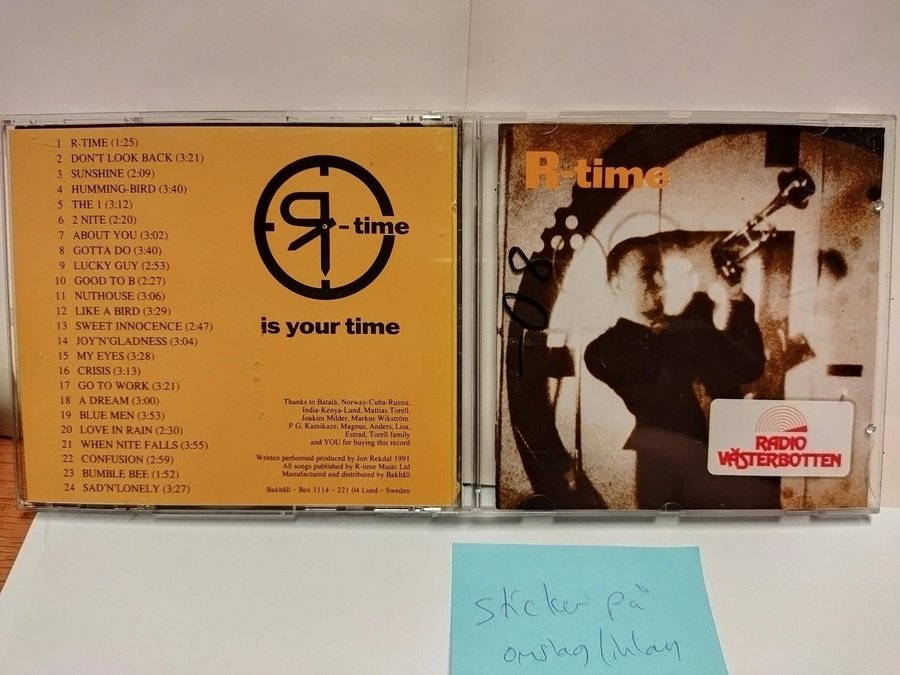 1 R-TIME (1:25)
2 DON'T LOOK BACK (3:21)
3 SUNSHINE (2:09)
4 HUMMING-BIRD (3:40)
5 THE 1 (3:12)
6 2 NITE (2:20)
7 ABOUT YOU (3:02)
8 GOTTA DO (3:40)
9 LUCKY GUY (2:53)
10 GOOD TO B (2:27)
11 NUTHOUSE (3:06)
12 LIKE A BIRD (3:29)
13 SWEET INNOCENCE (2:47)
14 JOY'N'GLADNESS (3:04)
15 MY EYES (3:28)
16 CRISIS (3:13)
17 GO TO WORK (3:21)
18 A DREAM (3:00)
19 BLUE MEN (3:53)
20 LOVE IN RAIN (2:30)
21 WHEN NITE FALLS (3:55)
22 CONFUSION (2:59)
23 BUMBLE BEE (1:52)
24 SAD'N'LONELY (3:27)
R-time
is your time
Thanks to Batalá, Norway-Cuba-Russia,
India-Kenya-Lund, Mattias Torell,
Joakim Milder, Markus Wikström,
P G, Kamikaze, Magnus, Anders, Lisa,
Estrad, Torell family
and YOU for buying this record
Written performed produced by Jon Rekdal 1991
All songs published by R-time Music Ltd
Manufactured and distributed by Bakhåll
Bakhåll – Box 1114 – 221 04 Lund – Sweden
R-time
-08
RADIO
VÄSTERBOTTEN
sticker på
omslag/inlay